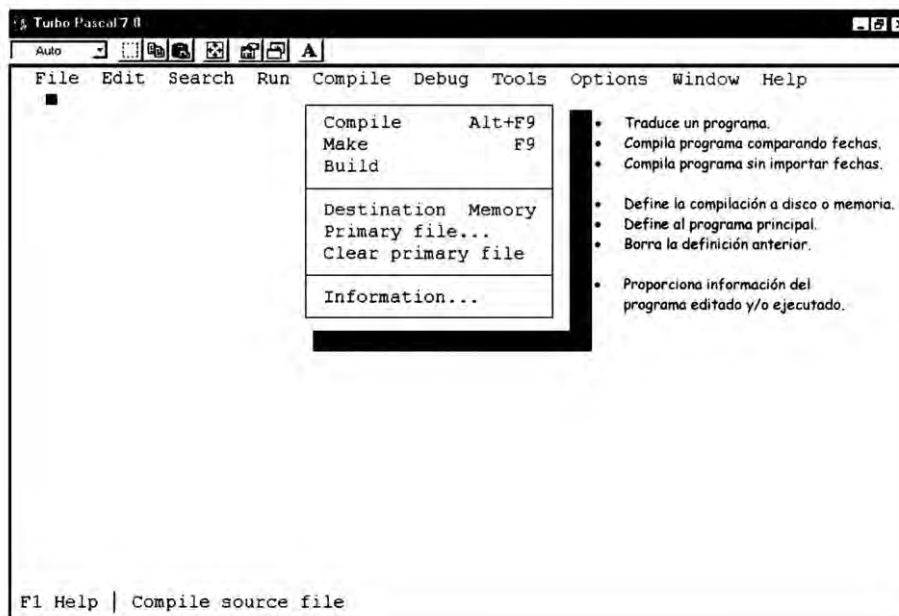 Turbo Pascal 7.0
Auto
A
File Edit Search Run Compile Debug Tools Options Window Help
Compile Alt+F9
Make F9
Build
Destination Memory
Primary file...
Clear primary file
Information...
• Traduce un programa.
• Compila programa comparando fechas.
• Compila programa sin importar fechas.
• Define la compilación a disco o memoria.
• Define al programa principal.
• Borra la definición anterior.
• Proporciona información del
programa editado y/o ejecutado.
F1 Help | Compile source file